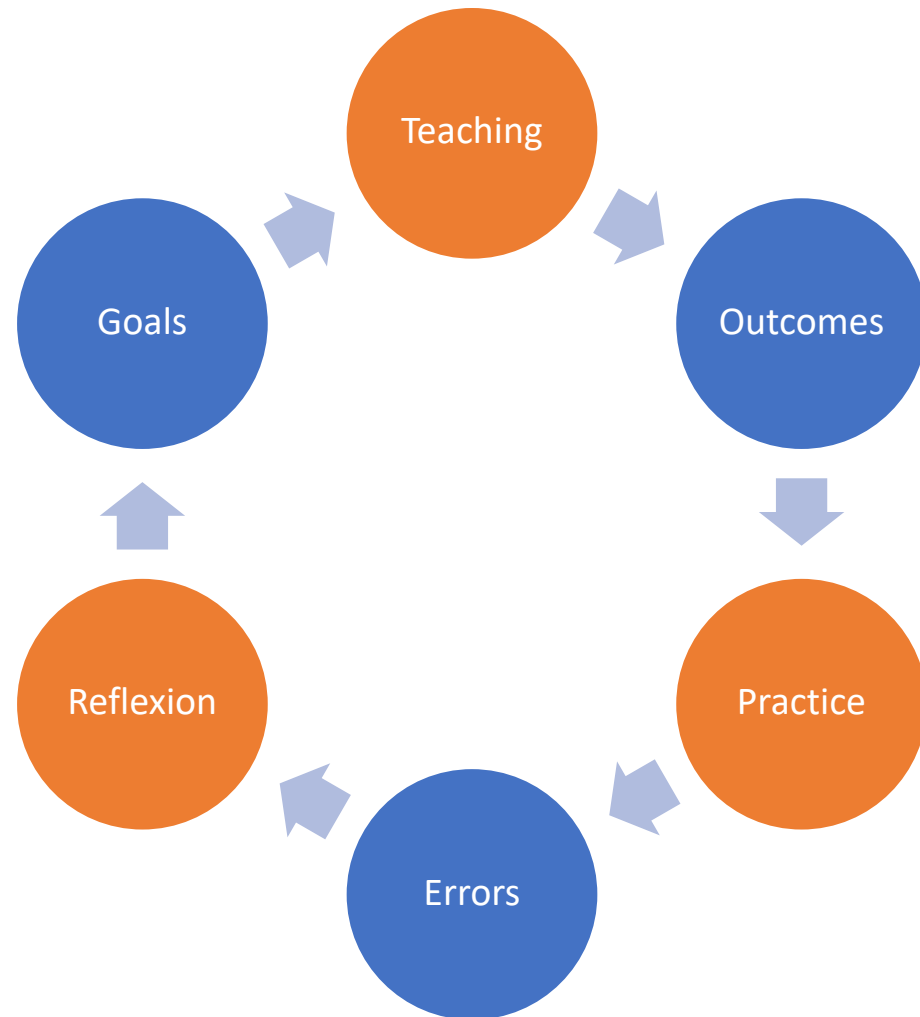 Teaching
Outcomes
Practice
Errors
Reflexion
Goals